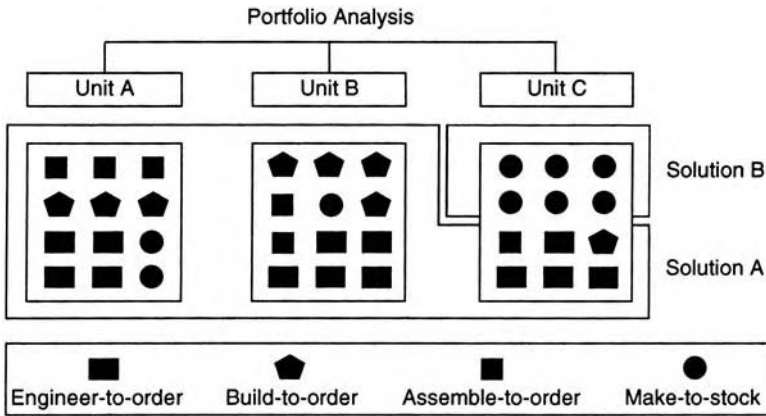 Portfolio Analysis
Unit A
Unit B
Unit C
Solution B
Solution A
Engineer-to-order
Build-to-order
Assemble-to-order
Make-to-stock